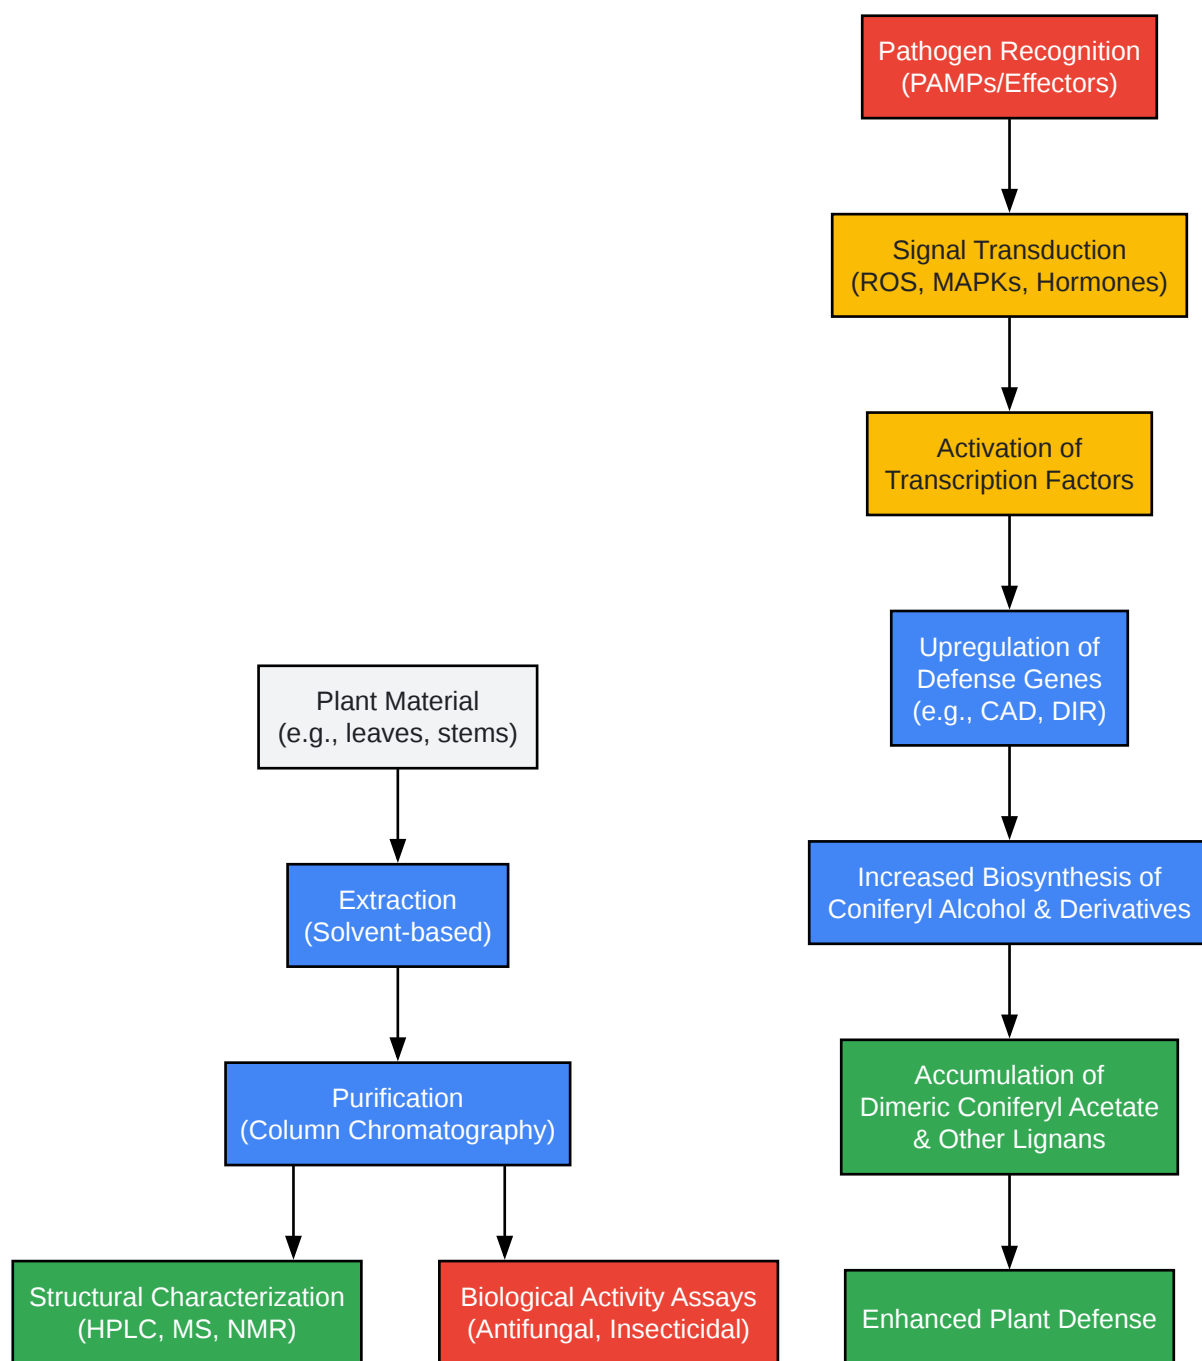 Pathogen Recognition
(PAMPs/Effectors)
Signal Transduction
(ROS, MAPKs, Hormones)
Activation of
Transcription Factors
Upregulation of
Defense Genes
(e.g., CAD, DIR)
Increased Biosynthesis of
Coniferyl Alcohol & Derivatives
Accumulation of
Dimeric Coniferyl Acetate
& Other Lignans
Enhanced Plant Defense
Plant Material
(e.g., leaves, stems)
Extraction
(Solvent-based)
Purification
(Column Chromatography)
Structural Characterization
(HPLC, MS, NMR)
Biological Activity Assays
(Antifungal, Insecticidal)